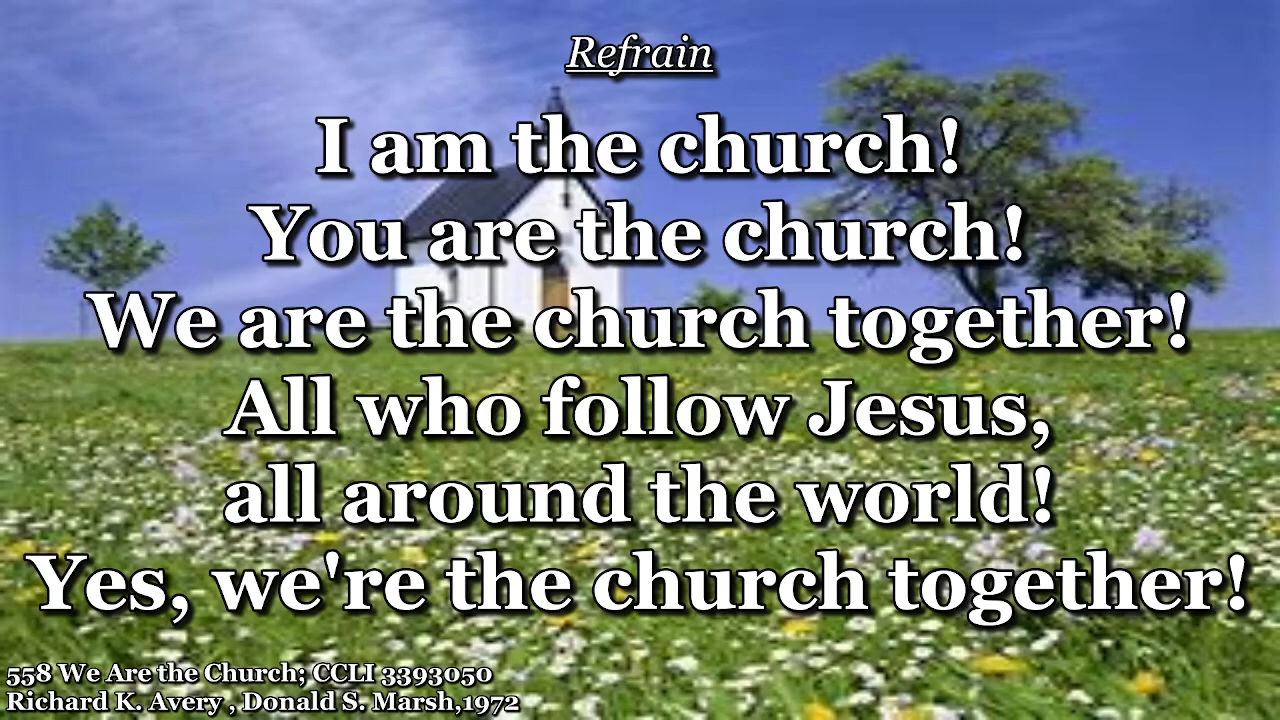 Refrain
I am the church!
You are the church!
We are the church together!
All who follow Jesus,
all around the world!
Yes, we're the church together!
558 We Are the Church; CCLI 3393050
Richard K. Avery , Donald S. Marsh,1972